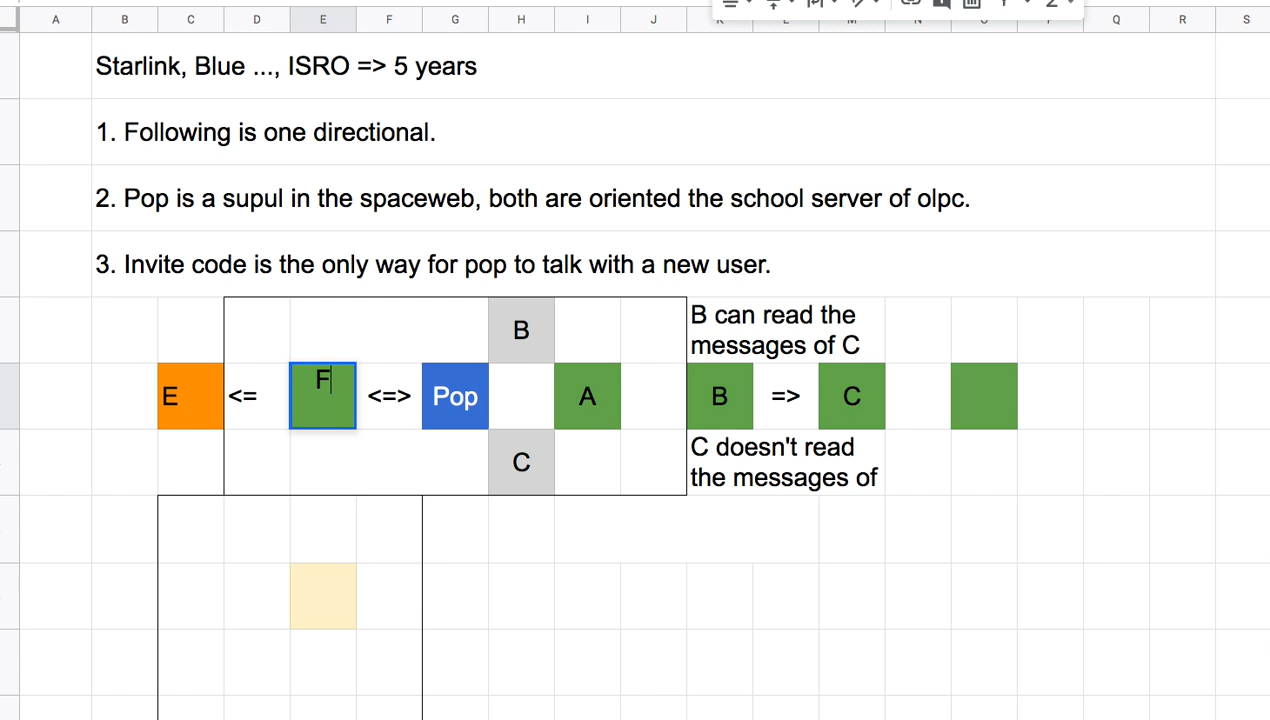 A B C D E F G H I J K L M N O P Q R S
Starlink, Blue ..., ISRO => 5 years
1. Following is one directional.
2. Pop is a supul in the spaceweb, both are oriented the school server of olpc.
3. Invite code is the only way for pop to talk with a new user.
B
B can read the
messages of C
E <= F <=> Pop A B => C
C
C doesn't read
the messages of